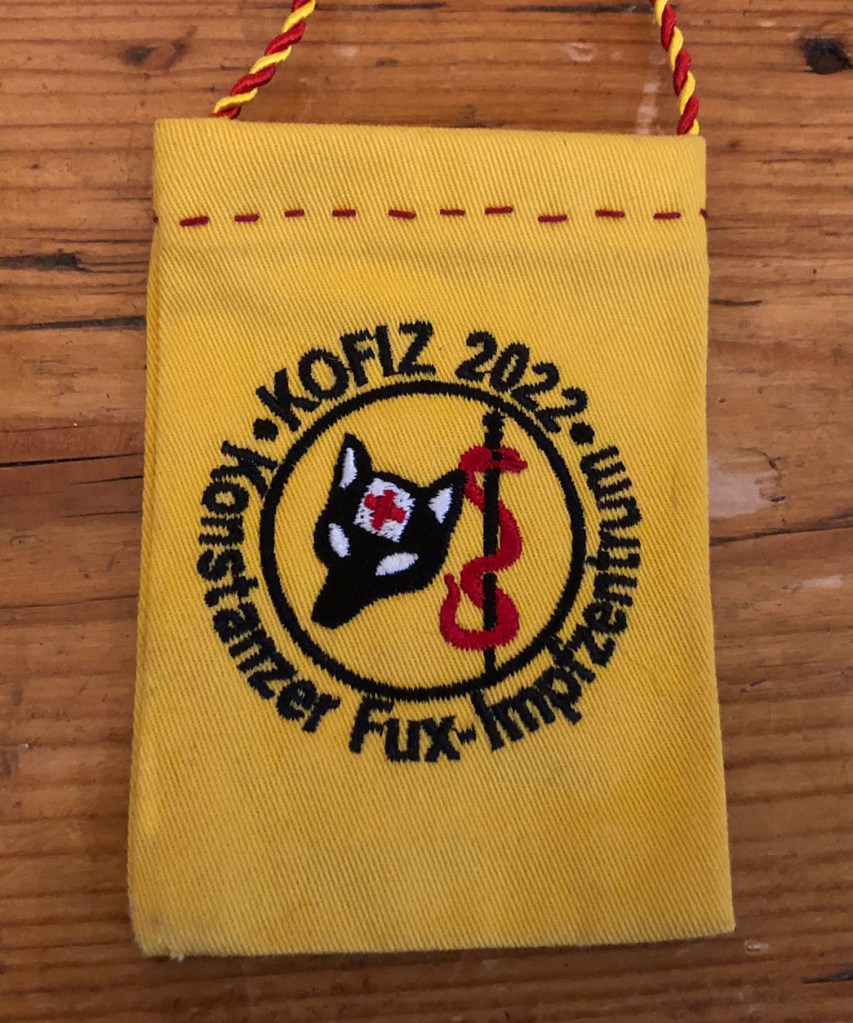 • KOFIZ 2022 •
Konstanzer Fux-Impfzentrum